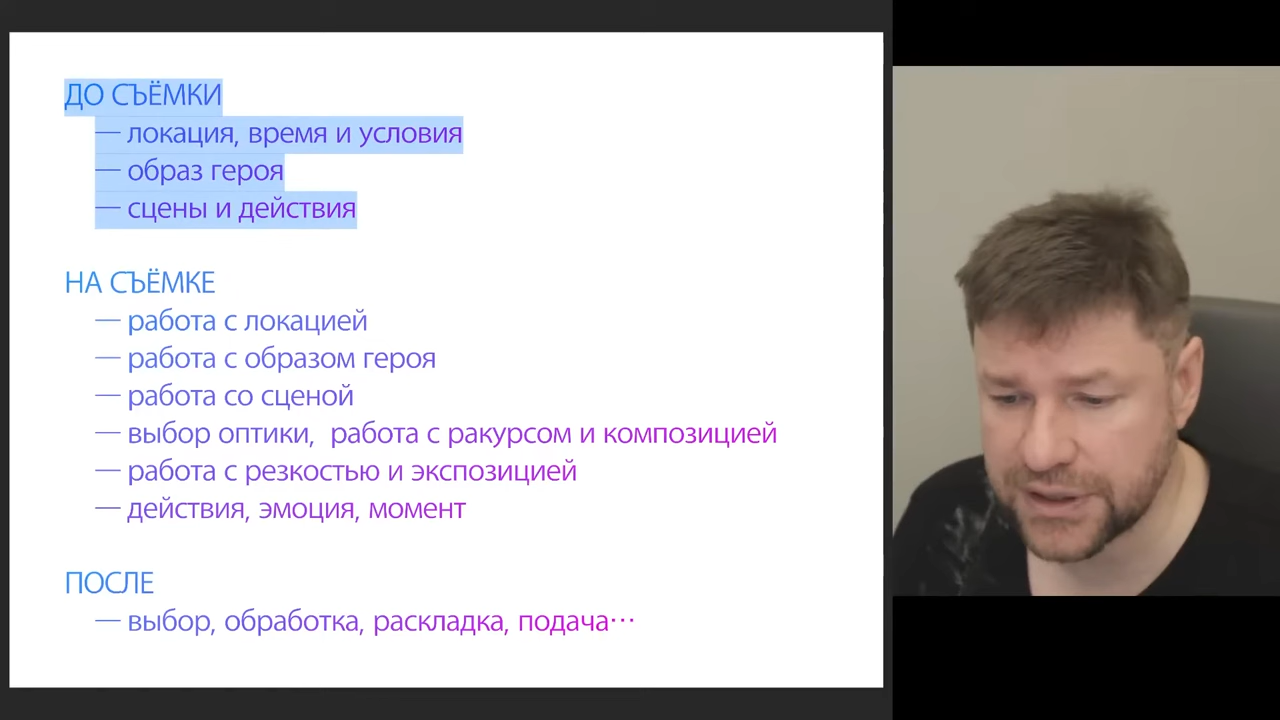 ДО СЪЁМКИ
— локация, время и условия
— образ героя
— сцены и действия
НА СЪЁМКЕ
— работа с локацией
— работа с образом героя
— работа со сценой
— выбор оптики,  работа с ракурсом и композицией
— работа с резкостью и экспозицией
— действия, эмоция, момент
ПОСЛЕ
— выбор, обработка, раскладка, подача…